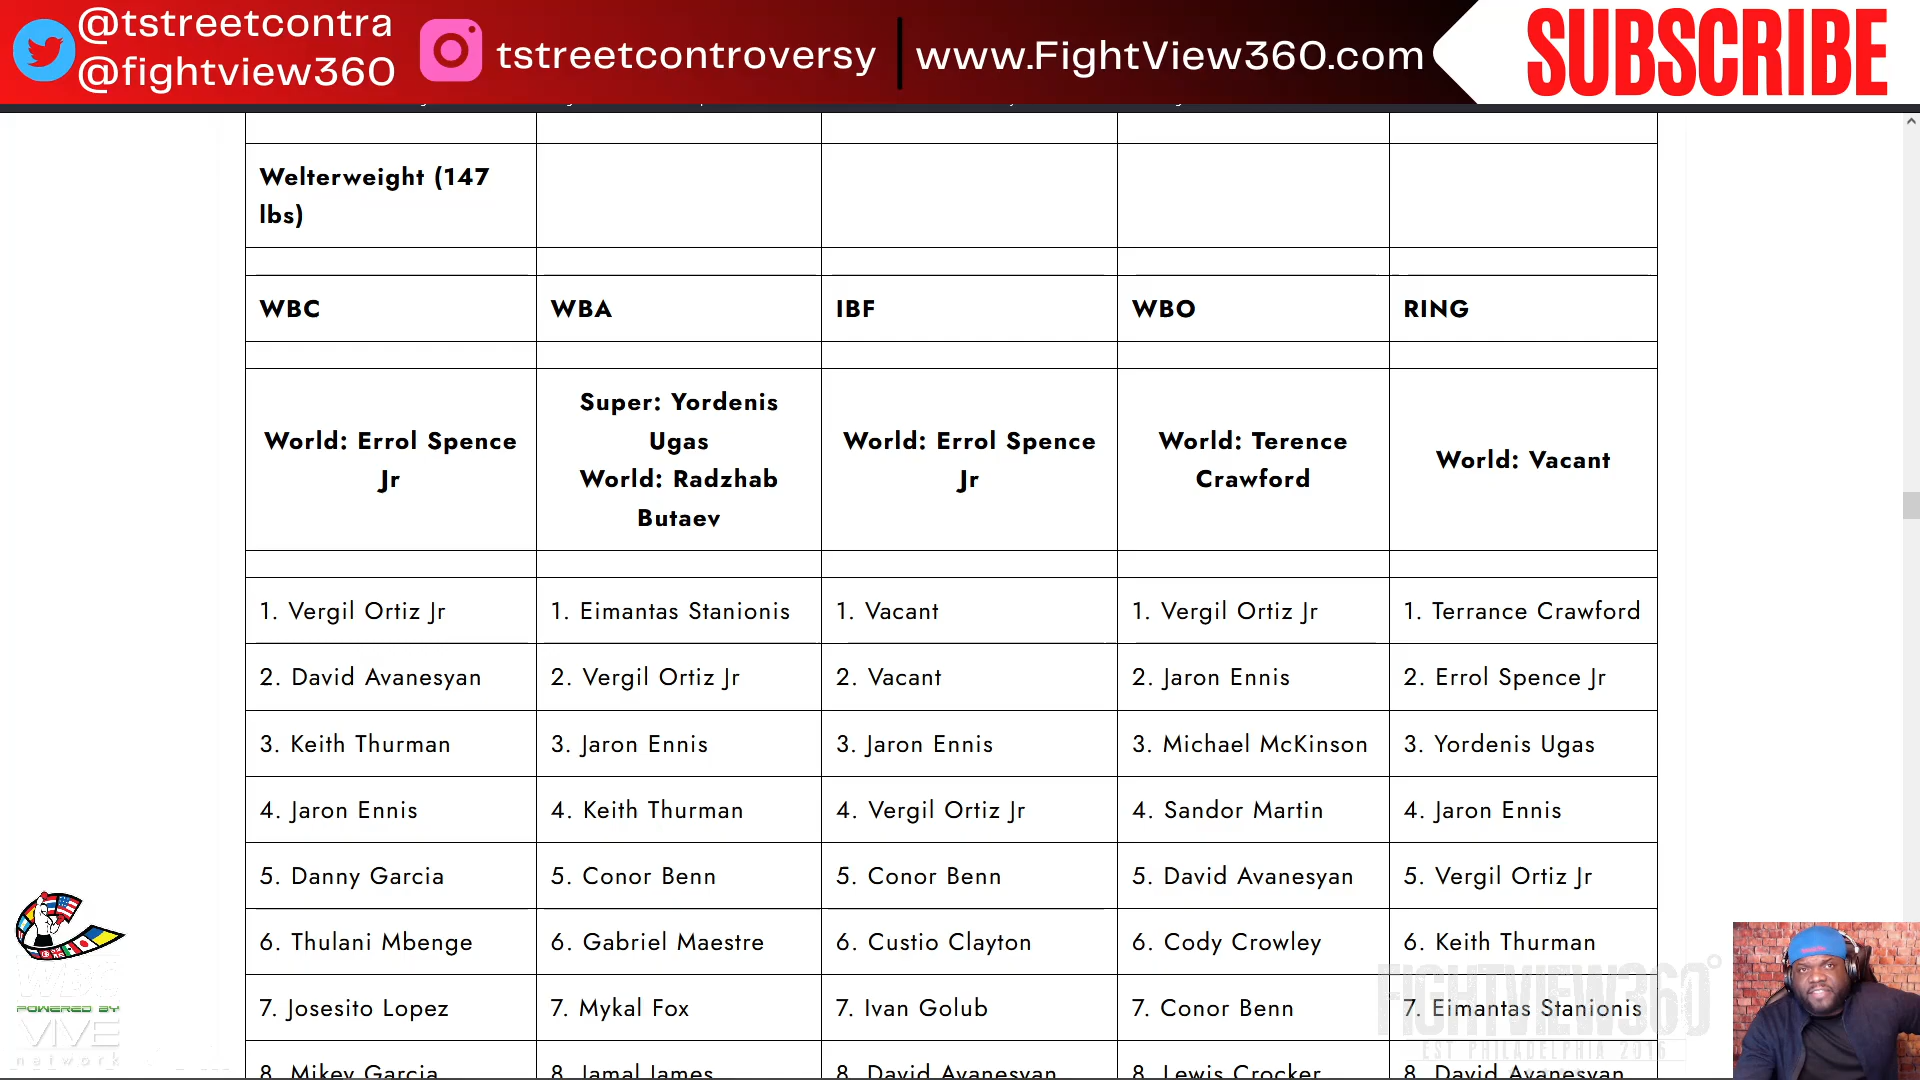 @tstreetcontra
@fightview360
tstreetcontroversy
www.FightView360.com
SUBSCRIBE
Welterweight (147
lbs)
WBC WBA IBF WBO RING
World: Errol Spence
Jr
Super: Yordenis
Ugas
World: Radzhab
Butaev
World: Errol Spence
Jr
World: Terence
Crawford
World: Vacant
1. Vergil Ortiz Jr 1. Eimantas Stanionis 1. Vacant 1. Vergil Ortiz Jr 1. Terrance Crawford
2. David Avanesyan 2. Vergil Ortiz Jr 2. Vacant 2. Jaron Ennis 2. Errol Spence Jr
3. Keith Thurman 3. Jaron Ennis 3. Jaron Ennis 3. Michael McKinson 3. Yordenis Ugas
4. Jaron Ennis 4. Keith Thurman 4. Vergil Ortiz Jr 4. Sandor Martin 4. Jaron Ennis
5. Danny Garcia 5. Conor Benn 5. Conor Benn 5. David Avanesyan 5. Vergil Ortiz Jr
6. Thulani Mbenge 6. Gabriel Maestre 6. Custio Clayton 6. Cody Crowley 6. Keith Thurman
7. Josesito Lopez 7. Mykal Fox 7. Ivan Golub 7. Conor Benn 7. Eimantas Stanionis
8. Mikey Garcia 8. Jamal James 8. David Avanesyan 8. Lewis Crocker 8. David Avanesyan
POWERED BY
VIVE
network
FIGHTVIEW360°
EST PHILADELPHIA 2015